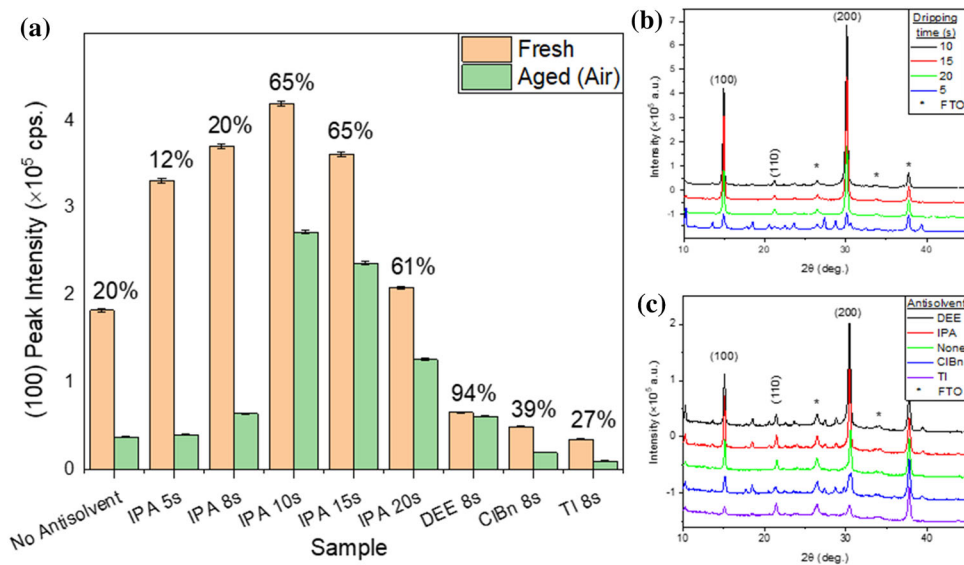 (a)
Fresh
Aged (Air)
(100) Peak Intensity (×10⁵ cps.)
4
3
2
1
0
20%
12%
20%
65%
65%
61%
94%
39%
27%
No Antisolvent
IPA 5s
IPA 8s
IPA 10s
IPA 15s
IPA 20s
DEE 8s
ClBn 8s
TI 8s
Sample
(b)
Intensity (×10⁵ a.u.)
7
6
5
4
3
2
1
0
-1
(100)
(110)
(200)
*
*
*
Dripping
time (s)
10
15
20
5
* FTO
10
20
30
40
2θ (deg.)
(c)
Intensity (×10⁵ a.u.)
2
1
0
-1
(100)
(110)
(200)
*
*
Antisolvent
DEE
IPA
None
ClBn
TI
* FTO
10
20
30
40
2θ (deg.)